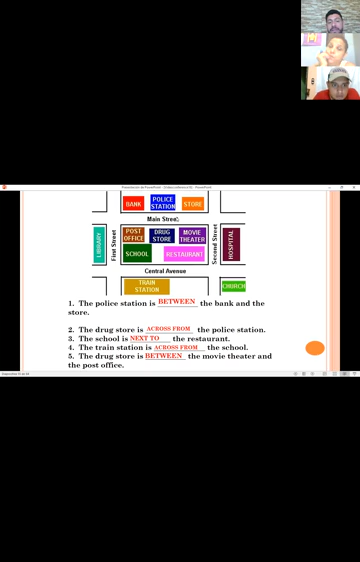 BANK
POLICE
STATION
STORE
Main Street
LIBRARY
First Street
POST
OFFICE
DRUG
STORE
MOVIE
THEATER
Second Street
HOSPITAL
SCHOOL
RESTAURANT
Central Avenue
TRAIN
STATION
CHURCH
1. The police station is BETWEEN the bank and the
store.
2. The drug store is ACROSS FROM the police station.
3. The school is NEXT TO the restaurant.
4. The train station is ACROSS FROM the school.
5. The drug store is BETWEEN the movie theater and
the post office.